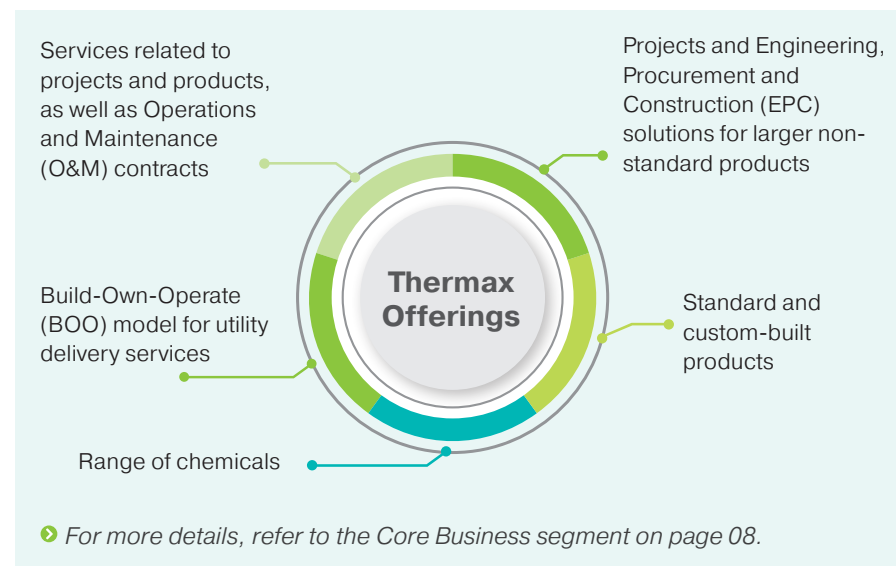 Services related to
projects and products,
as well as Operations
and Maintenance
(O&M) contracts
Projects and Engineering,
Procurement and
Construction (EPC)
solutions for larger non-
standard products
Thermax
Offerings
Build-Own-Operate
(BOO) model for utility
delivery services
Standard and
custom-built
products
Range of chemicals
For more details, refer to the Core Business segment on page 08.